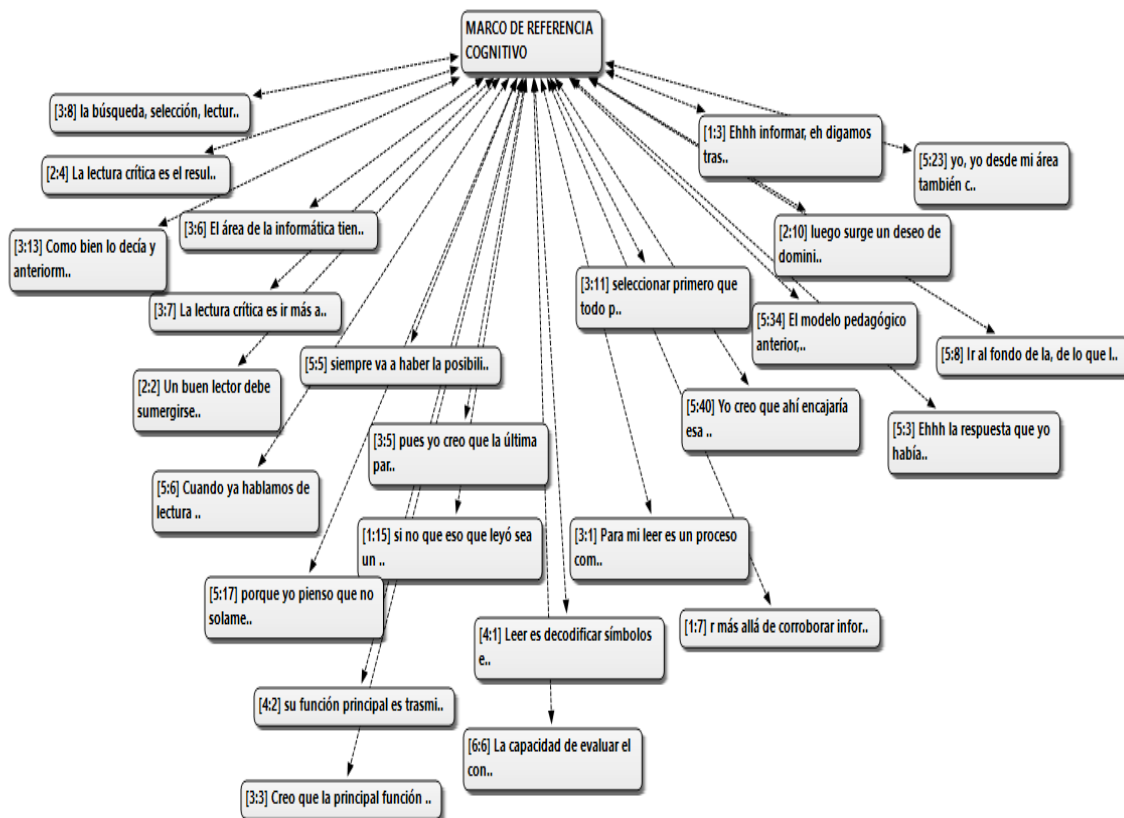 MARCO DE REFERENCIA
COGNITIVO
[3:8] la búsqueda, selección, lectur..
[1:3] Ehhh informar, eh digamos
tras..
[5:23] yo, yo desde mi área
también c..
[2:4] La lectura crítica es el resul..
[3:6] El área de la informática tien..
[2:10] luego surge un deseo de
domini..
[3:13] Como bien lo decía y
anteriorm..
[3:11] seleccionar primero que
todo p..
[3:7] La lectura crítica es ir más a..
[5:34] El modelo pedagógico
anterior,..
[5:8] Ir al fondo de la, de lo que l..
[5:5] siempre va a haber la posibili..
[2:2] Un buen lector debe
sumergirse..
[5:40] Yo creo que ahí encajaría
esa ..
[5:3] Ehhh la respuesta que yo
había..
[3:5] pues yo creo que la última
par..
[5:6] Cuando ya hablamos de
lectura ..
[1:15] si no que eso que leyó sea
un ..
[3:1] Para mi leer es un proceso
com..
[5:17] porque yo pienso que no
solame..
[1:7] r más allá de corroborar infor..
[4:1] Leer es decodificar símbolos
e..
[4:2] su función principal es trasmi..
[6:6] La capacidad de evaluar el
con..
[3:3] Creo que la principal función ..